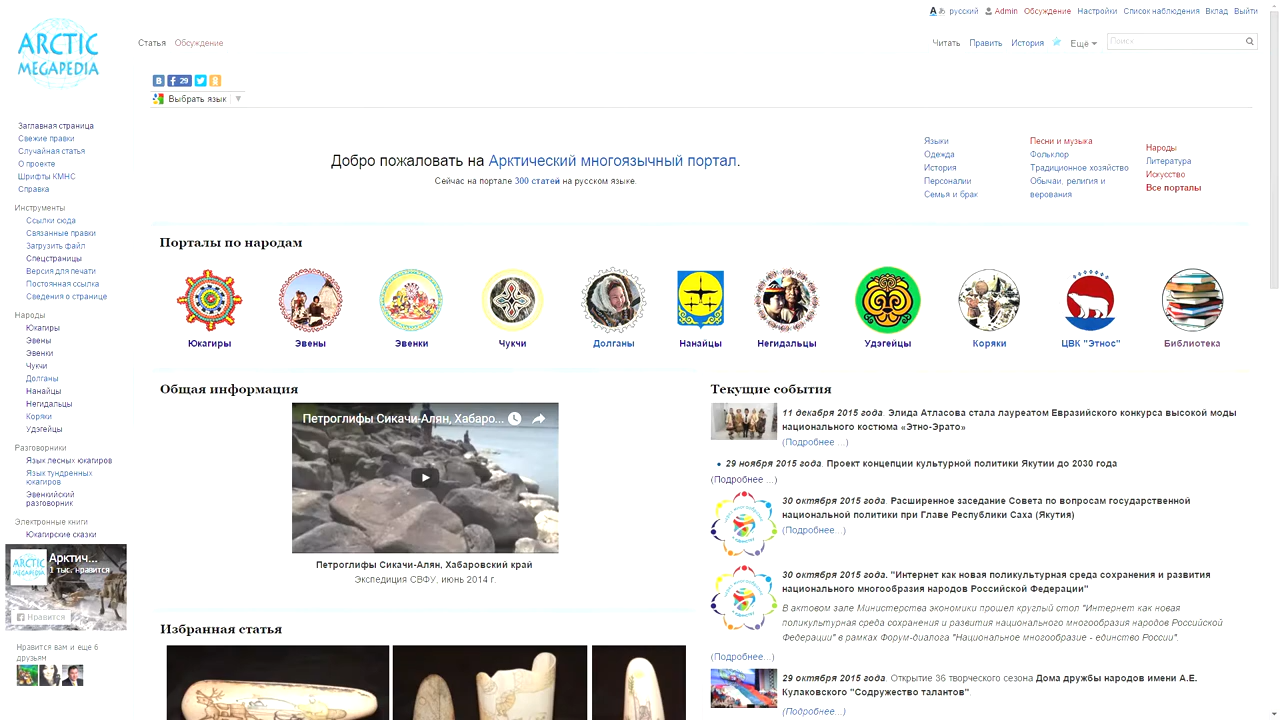 A あ русский Admin Обсуждение Настройки Список наблюдения Вклад Выйти
ARCTIC
MEGAPEDIA
Статья Обсуждение
Читать Править История Ещё Поиск
B f 29 я
Выбрать язык
Заглавная страница
Свежие правки
Случайная статья
О проекте
Шрифты КМНС
Справка
Инструменты
Ссылки сюда
Связанные правки
Загрузить файл
Спецстраницы
Версия для печати
Постоянная ссылка
Сведения о странице
Народы
Юкагиры
Эвены
Эвенки
Чукчи
Долганы
Нанайцы
Негидальцы
Коряки
Удэгейцы
Разговорники
Язык лесных юкагиров
Язык тундренных
юкагиров
Эвенкийский
разговорник
Электронные книги
Юкагирские сказки
ARCTIC
MEGAPEDIA
Арктич...
1 тыс. нравится
Нравится
Нравится вам и еще 6
друзьям
Добро пожаловать на Арктический многоязычный портал.
Сейчас на портале 300 статей на русском языке.
Языки
Одежда
История
Персоналии
Семья и брак
Песни и музыка
Фольклор
Традиционное хозяйство
Обычаи, религия и
верования
Народы
Литература
Искусство
Все порталы
Порталы по народам
Юкагиры Эвены Эвенки Чукчи Долганы Нанайцы Негидальцы Удэгейцы Коряки ЦВК "Этнос" Библиотека
Общая информация
Петроглифы Сикачи-Алян, Хабаро...
Петроглифы Сикачи-Алян, Хабаровский край
Экспедиция СВФУ, июнь 2014 г.
Избранная статья
Текущие события
11 декабря 2015 года. Элида Атласова стала лауреатом Евразийского конкурса высокой моды
национального костюма «Этно-Эрато»
(Подробнее ...)
29 ноября 2015 года. Проект концепции культурной политики Якутии до 2030 года
(Подробнее ...)
30 октября 2015 года. Расширенное заседание Совета по вопросам государственной
национальной политики при Главе Республики Саха (Якутия)
(Подробнее...)
30 октября 2015 года. "Интернет как новая поликультурная среда сохранения и развития
национального многообразия народов Российской Федерации"
В актовом зале Министерства экономики прошел круглый стол "Интернет как новая
поликультурная среда сохранения и развития национального многообразия народов Российской
Федерации" в рамках Форум-диалога "Национальное многообразие - единство России".
(Подробнее...)
29 октября 2015 года. Открытие 36 творческого сезона Дома дружбы народов имени А.Е.
Кулаковского "Содружество талантов"
(Подробнее...)